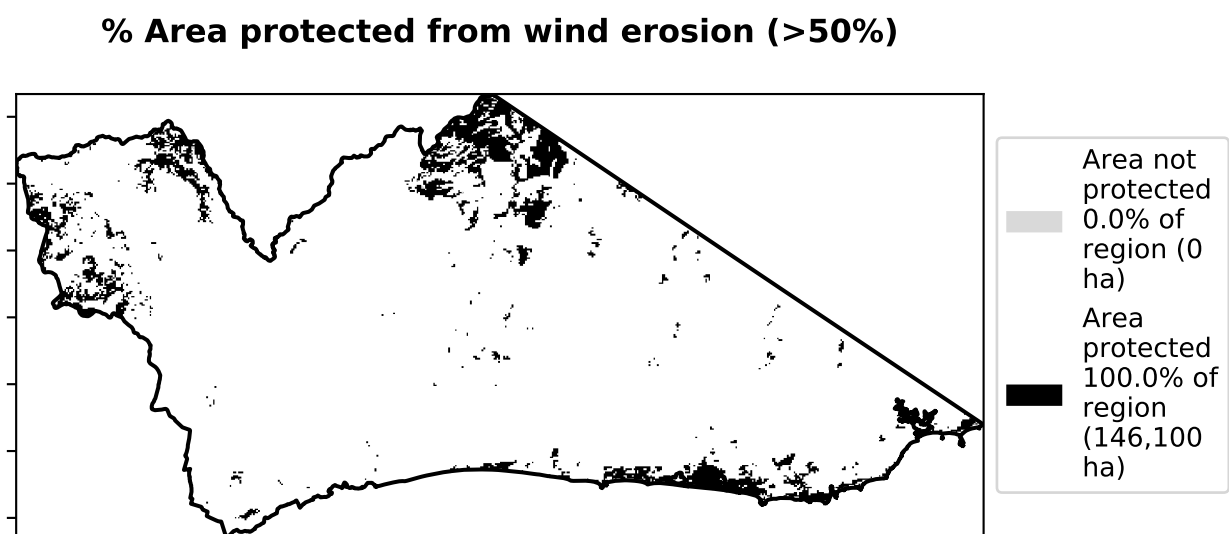 % Area protected from wind erosion (>50%)
Area not
protected
0.0% of
region (0
ha)
Area
protected
100.0% of
region
(146,100
ha)